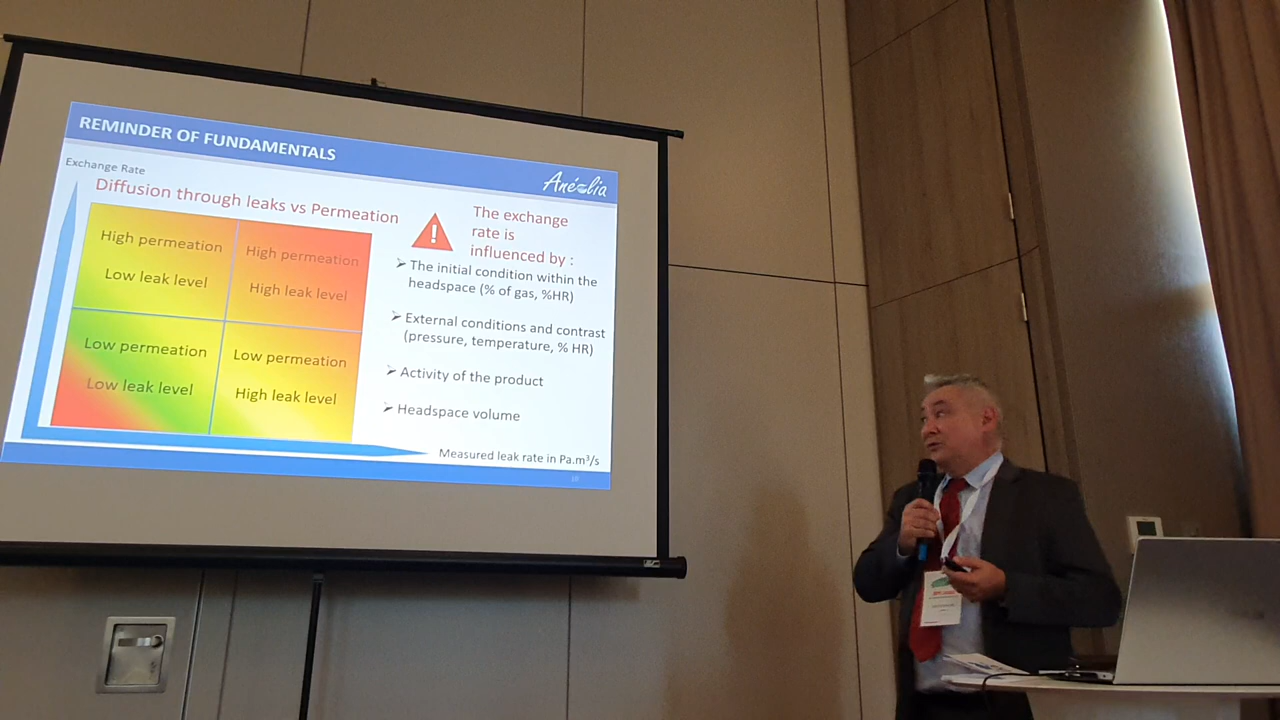 REMINDER OF FUNDAMENTALS
Anéolia
Exchange Rate
Diffusion through leaks vs Permeation
High permeation
Low leak level
High permeation
High leak level
Low permeation
Low leak level
Low permeation
High leak level
!
The exchange
rate is
influenced by :
➢ The initial condition within the
headspace (% of gas, %HR)
➢ External conditions and contrast
(pressure, temperature, % HR)
➢ Activity of the product
➢ Headspace volume
Measured leak rate in Pa.m³/s
10